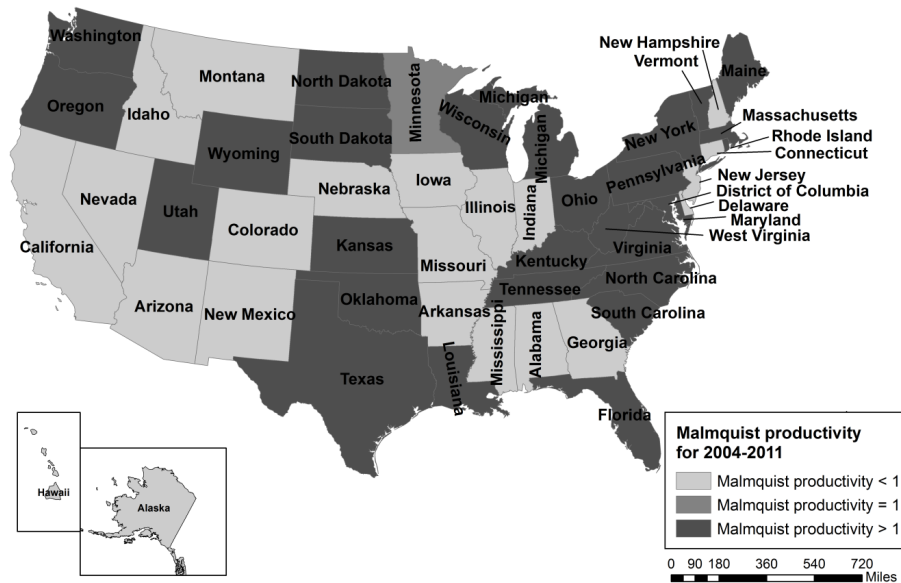 Washington
Oregon
Idaho
Montana
North Dakota
South Dakota
Minnesota
Wisconsin
Michigan
Michigan
New Hampshire
Vermont
Maine
Massachusetts
Rhode Island
Connecticut
New York
Pennsylvania
New Jersey
District of Columbia
Delaware
Maryland
West Virginia
Wyoming
Nebraska
Iowa
Illinois
Indiana
Ohio
Nevada
Utah
Colorado
California
Kansas
Missouri
Kentucky
Virginia
Arizona
New Mexico
Oklahoma
Arkansas
Tennessee
North Carolina
South Carolina
Mississippi
Alabama
Georgia
Texas
Louisiana
Florida
Hawaii
Alaska
Malmquist productivity
for 2004-2011
Malmquist productivity < 1
Malmquist productivity = 1
Malmquist productivity > 1
0 90 180 360 540 720
Miles